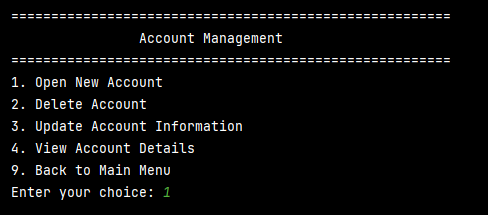 =======================================================
Account Management
=======================================================
1. Open New Account
2. Delete Account
3. Update Account Information
4. View Account Details
9. Back to Main Menu
Enter your choice: 1